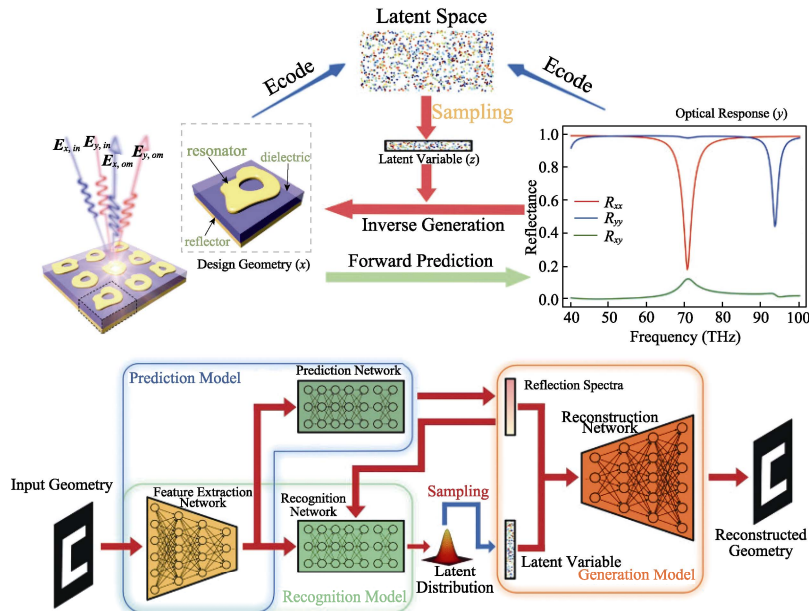 Latent Space
Ecode
Ecode
Sampling
Latent Variable (z)
Optical Response (y)
E_x, in
E_y, in
E_x, om
E_y, om
resonator
dielectric
reflector
Design Geometry (x)
Inverse Generation
Forward Prediction
Reflectance
1.0
0.8
0.6
0.4
0.2
0.0
R_xx
R_yy
R_xy
40
50
60
70
80
90
100
Frequency (THz)
Prediction Model
Prediction Network
Reflection Spectra
Reconstruction
Network
Input Geometry
Feature Extraction
Network
Recognition
Network
Sampling
Latent
Distribution
Latent Variable
Reconstructed
Geometry
Recognition Model
Generation Model